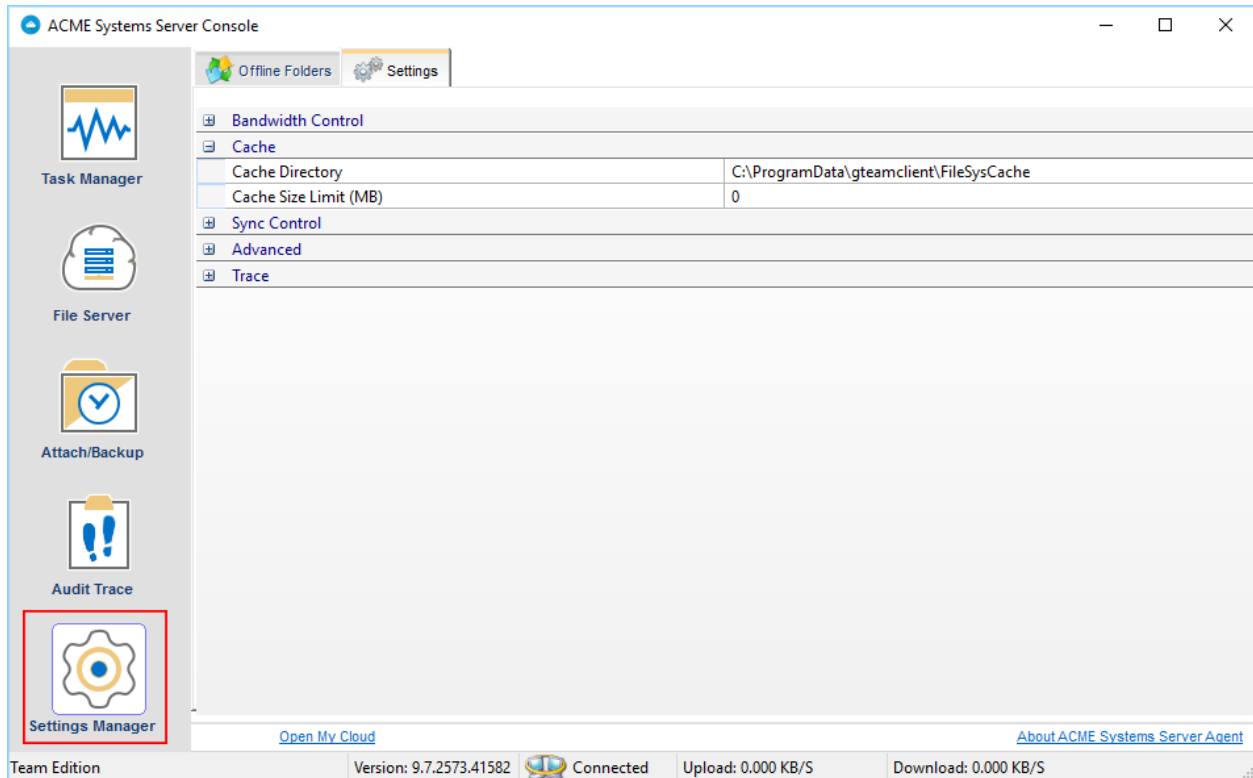 ACME Systems Server Console
Offline Folders
Settings
Task Manager
File Server
Attach/Backup
Audit Trace
Settings Manager
Bandwidth Control
Cache
Cache Directory C:\ProgramData\gteamclient\FileSysCache
Cache Size Limit (MB) 0
Sync Control
Advanced
Trace
Open My Cloud About ACME Systems Server Agent
Team Edition Version: 9.7.2573.41582 Connected Upload: 0.000 KB/S Download: 0.000 KB/S